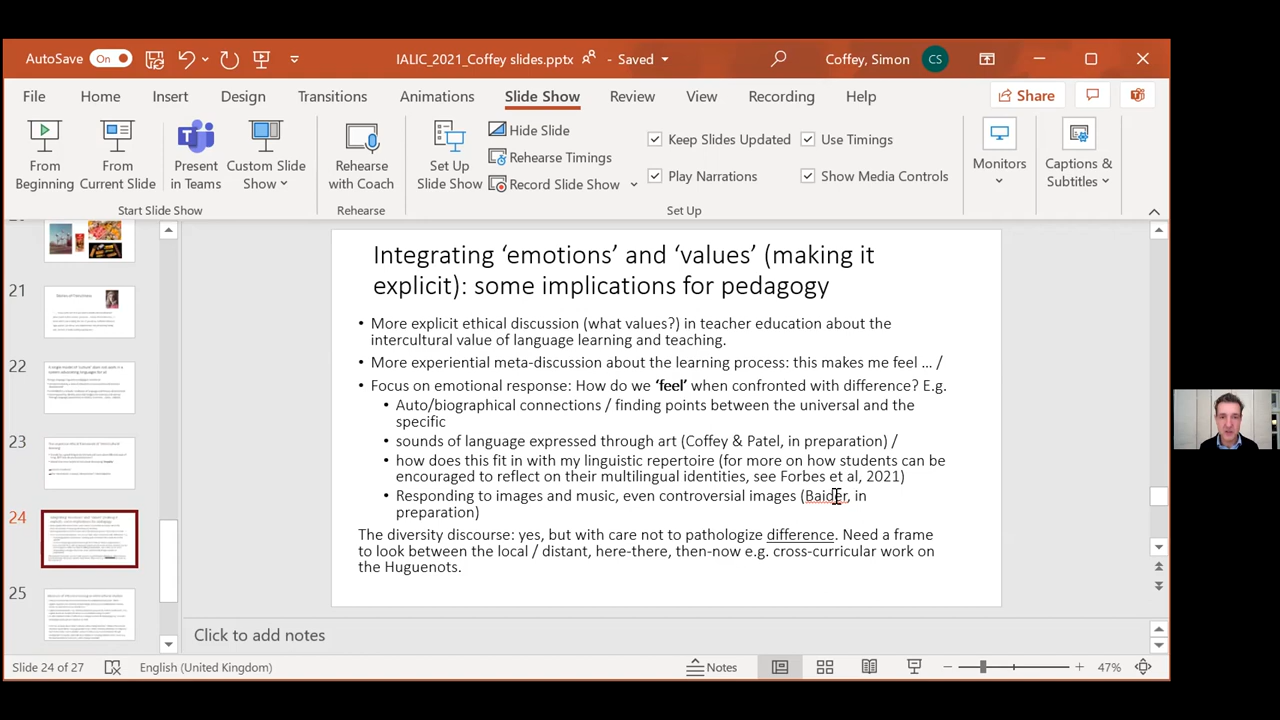 AutoSave On IALIC_2021_Coffey slides.pptx - Saved Coffey, Simon CS
File Home Insert Design Transitions Animations Slide Show Review View Recording Help Share
From Beginning
From Current Slide
Present in Teams
Custom Slide Show
Rehearse with Coach
Set Up Slide Show
Hide Slide
Rehearse Timings
Record Slide Show
Keep Slides Updated
Play Narrations
Use Timings
Show Media Controls
Monitors
Captions & Subtitles
Start Slide Show Rehearse Set Up
21
22
23
24
25
Integrating ‘emotions’ and ‘values’ (making it
explicit): some implications for pedagogy
• More explicit ethical discussion (what values?) in teacher education about the
intercultural value of language learning and teaching.
• More experiential meta-discussion about the learning process: this makes me feel … /
• Focus on emotional response: How do we ‘feel’ when confronted with difference? E.g.
• Auto/biographical connections / finding points between the universal and the
specific
• sounds of language expressed through art (Coffey & Patel, in preparation) /
• how does this fit in with my linguistic repertoire (for more on how students can be
encouraged to reflect on their multilingual identities, see Forbes et al, 2021)
• Responding to images and music, even controversial images (Baider, in
preparation)
The diversity discourse: yes, but with care not to pathologize difference. Need a frame
to look between the local / distant, here-there, then-now e.g. cross-curricular work on
the Huguenots.
Click to add notes
Slide 24 of 27 English (United Kingdom) Notes 47%